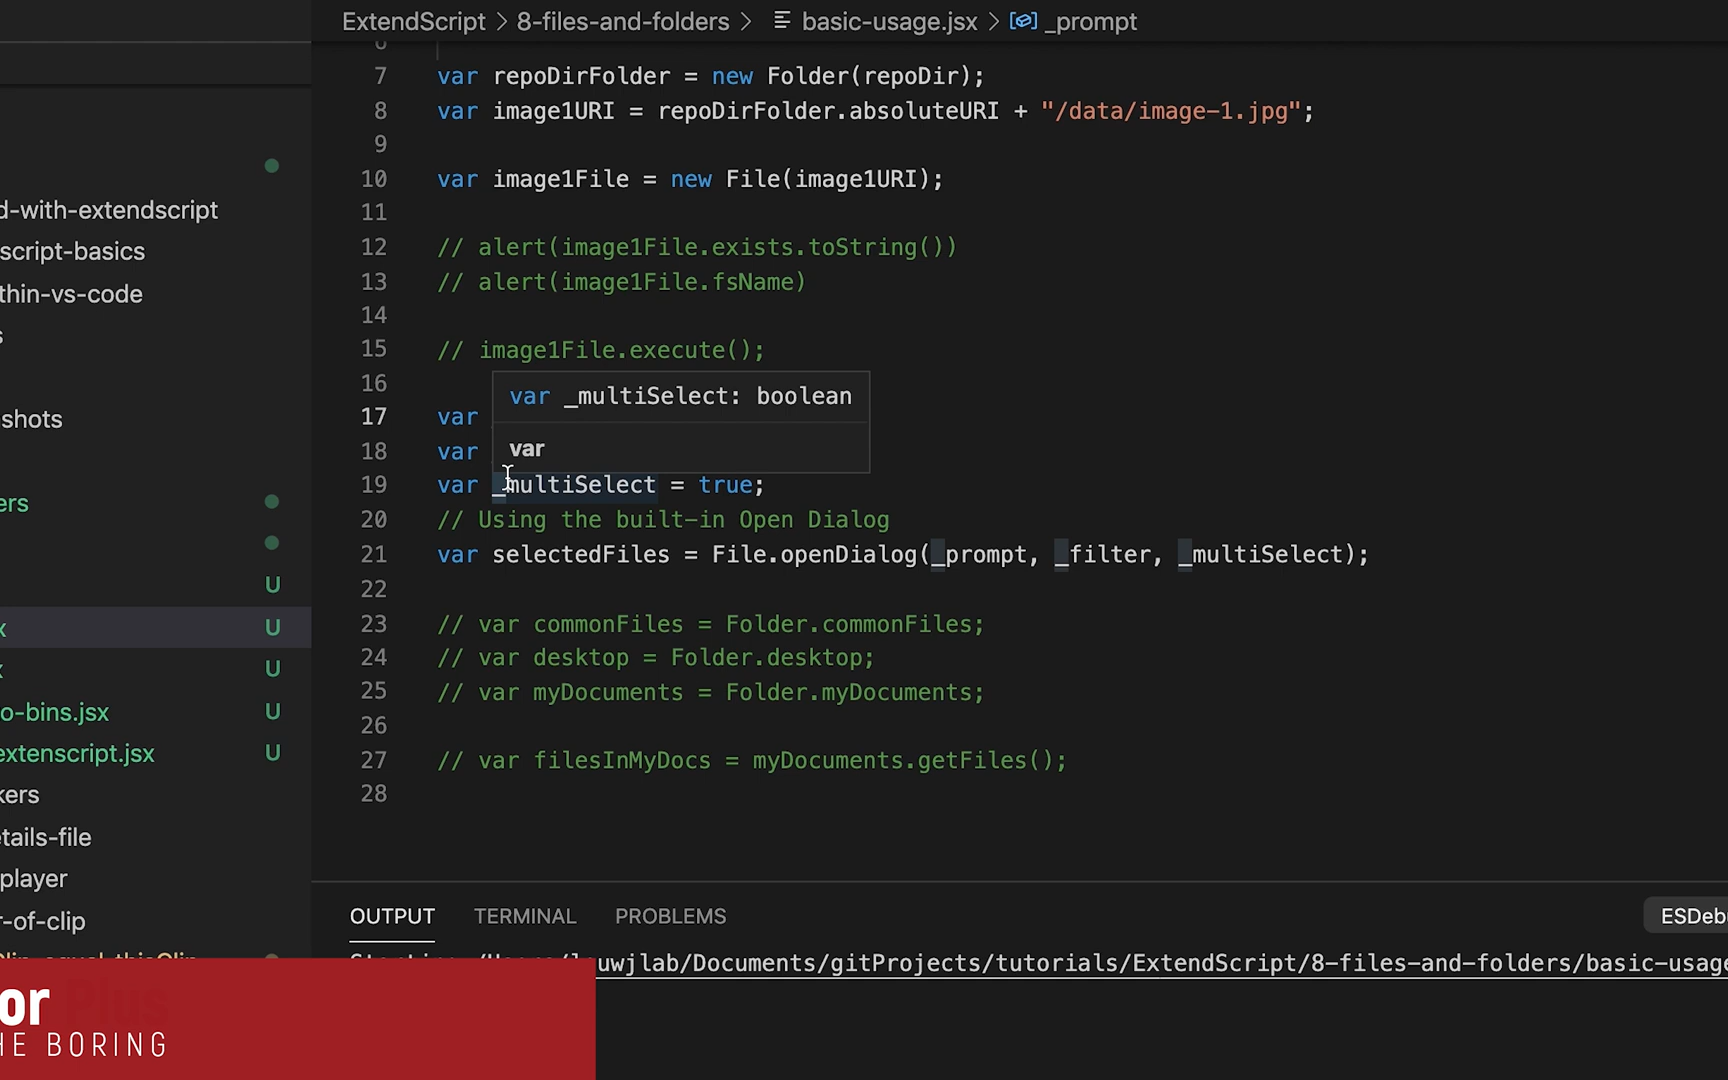 ExtendScript > 8-files-and-folders > basic-usage.jsx > _prompt
7 var repoDirFolder = new Folder(repoDir);
8 var image1URI = repoDirFolder.absoluteURI + "/data/image-1.jpg";
9
10 var image1File = new File(image1URI);
11
12 // alert(image1File.exists.toString())
13 // alert(image1File.fsName)
14
15 // image1File.execute();
16
var _multiSelect: boolean
17 var
18 var
var
19 var _multiSelect = true;
20 // Using the built-in Open Dialog
21 var selectedFiles = File.openDialog(_prompt, _filter, _multiSelect);
22
23 // var commonFiles = Folder.commonFiles;
24 // var desktop = Folder.desktop;
25 // var myDocuments = Folder.myDocuments;
26
27 // var filesInMyDocs = myDocuments.getFiles();
28
d-with-extendscript
script-basics
thin-vs-code
s
shots
ers
U
x U
x U
o-bins.jsx U
extenscript.jsx U
kers
etails-file
player
r-of-clip
OUTPUT TERMINAL PROBLEMS
ESDeb
uwjlab/Documents/gitProjects/tutorials/ExtendScript/8-files-and-folders/basic-usage
or Plus
HE BORING